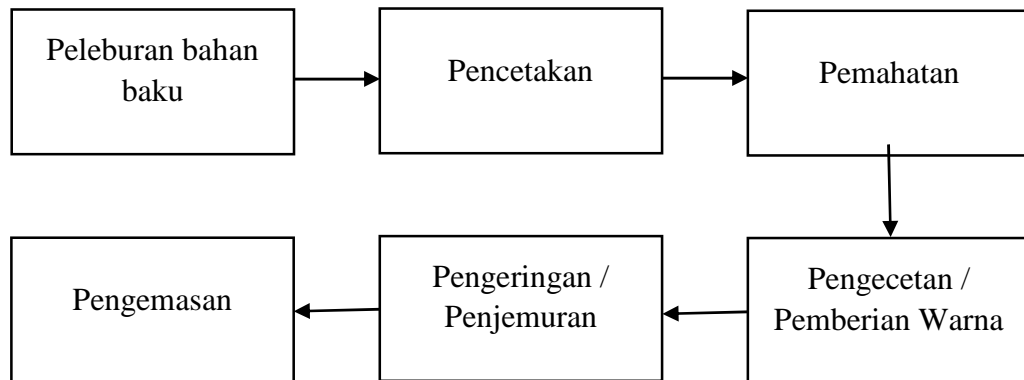 Peleburan bahan
baku
Pencetakan
Pemahatan
Pengecetan /
Pemberian Warna
Pengeringan /
Penjemuran
Pengemasan